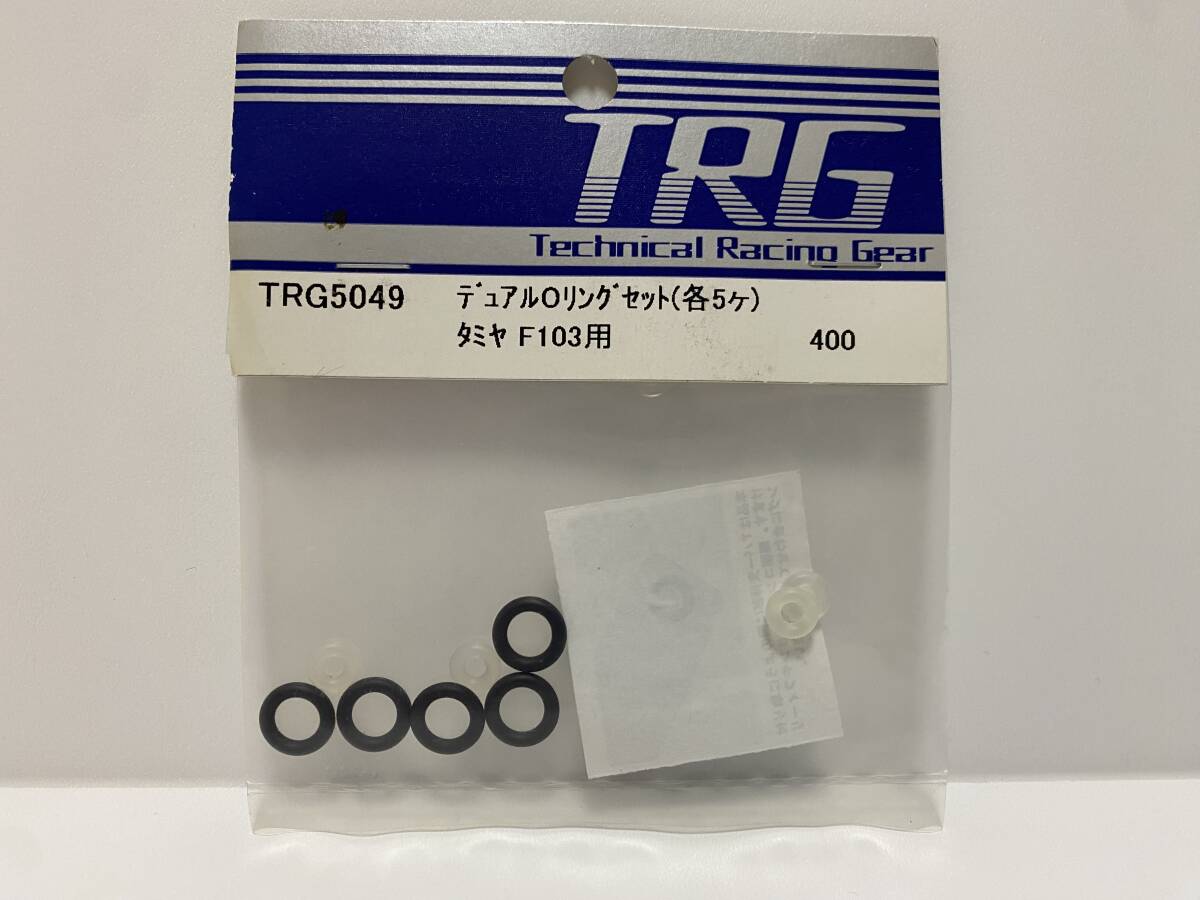 TRG
Technical Racing Gear
TRG5049 ﾃﾞｭｱﾙOﾘﾝｸﾞｾｯﾄ(各5ヶ)
ﾀﾐﾔ F103用 400